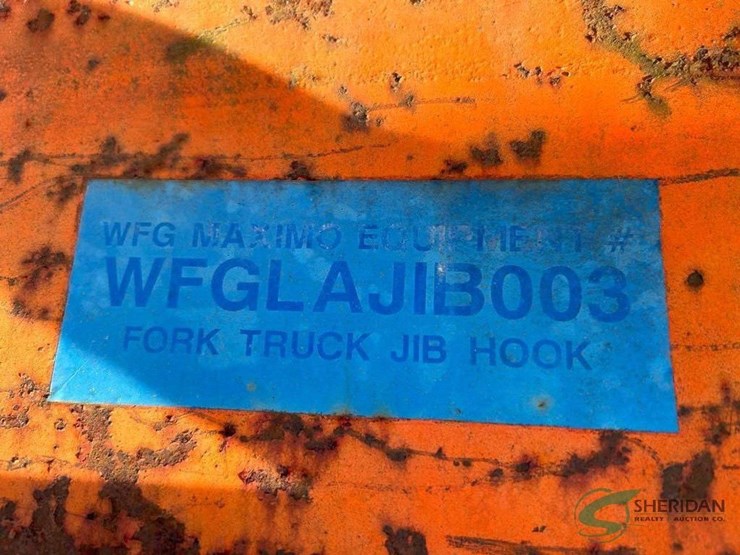 WFG MAXIMO EQUIPMENT #
WFGLAJIB003
FORK TRUCK JIB HOOK
SHERIDAN
REALTY & AUCTION CO.